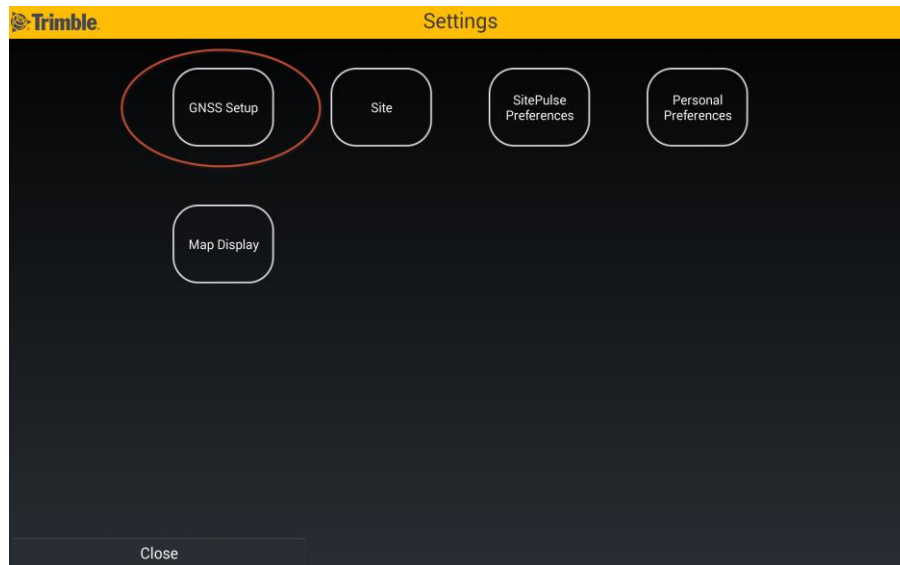 Trimble.
Settings
GNSS Setup
Site
SitePulse
Preferences
Personal
Preferences
Map Display
Close